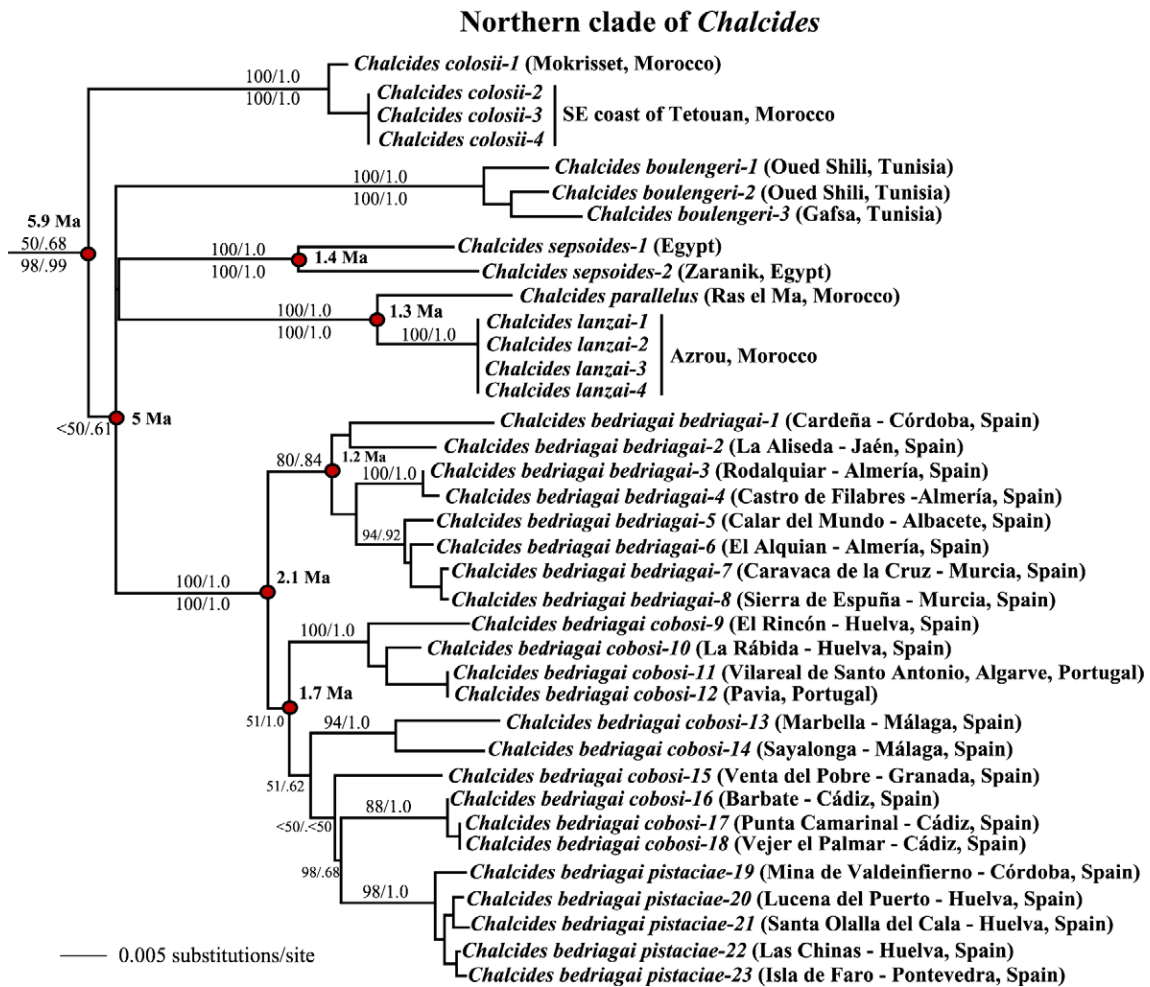 Northern clade of Chalcides
Chalcides colosii-1 (Mokrisset, Morocco)
100/1.0
100/1.0
Chalcides colosii-2
Chalcides colosii-3
Chalcides colosii-4
SE coast of Tetouan, Morocco
Chalcides boulengeri-1 (Oued Shili, Tunisia)
100/1.0
100/1.0
Chalcides boulengeri-2 (Oued Shili, Tunisia)
Chalcides boulengeri-3 (Gafsa, Tunisia)
5.9 Ma
50/.68
98/.99
100/1.0
100/1.0
Chalcides sepsoides-1 (Egypt)
1.4 Ma
Chalcides sepsoides-2 (Zaranik, Egypt)
Chalcides parallelus (Ras el Ma, Morocco)
100/1.0
100/1.0
1.3 Ma
100/1.0
Chalcides lanzai-1
Chalcides lanzai-2
Chalcides lanzai-3
Chalcides lanzai-4
Azrou, Morocco
5 Ma
<50/.61
Chalcides bedriagai bedriagai-1 (Cardeña - Córdoba, Spain)
Chalcides bedriagai bedriagai-2 (La Aliseda - Jaén, Spain)
80/.84
1.2 Ma
100/1.0
Chalcides bedriagai bedriagai-3 (Rodalquiar - Almería, Spain)
Chalcides bedriagai bedriagai-4 (Castro de Filabres -Almería, Spain)
Chalcides bedriagai bedriagai-5 (Calar del Mundo - Albacete, Spain)
94/.92
Chalcides bedriagai bedriagai-6 (El Alquian - Almería, Spain)
Chalcides bedriagai bedriagai-7 (Caravaca de la Cruz - Murcia, Spain)
Chalcides bedriagai bedriagai-8 (Sierra de Espuña - Murcia, Spain)
100/1.0
100/1.0
2.1 Ma
Chalcides bedriagai cobosi-9 (El Rincón - Huelva, Spain)
100/1.0
Chalcides bedriagai cobosi-10 (La Rábida - Huelva, Spain)
Chalcides bedriagai cobosi-11 (Vilareal de Santo Antonio, Algarve, Portugal)
Chalcides bedriagai cobosi-12 (Pavia, Portugal)
1.7 Ma
51/1.0
94/1.0
Chalcides bedriagai cobosi-13 (Marbella - Málaga, Spain)
Chalcides bedriagai cobosi-14 (Sayalonga - Málaga, Spain)
51/.62
Chalcides bedriagai cobosi-15 (Venta del Pobre - Granada, Spain)
88/1.0
Chalcides bedriagai cobosi-16 (Barbate - Cádiz, Spain)
<50/.<50
Chalcides bedriagai cobosi-17 (Punta Camarinal - Cádiz, Spain)
Chalcides bedriagai cobosi-18 (Vejer el Palmar - Cádiz, Spain)
98/.68
98/1.0
Chalcides bedriagai pistaciae-19 (Mina de Valdeinfierno - Córdoba, Spain)
Chalcides bedriagai pistaciae-20 (Lucena del Puerto - Huelva, Spain)
Chalcides bedriagai pistaciae-21 (Santa Olalla del Cala - Huelva, Spain)
Chalcides bedriagai pistaciae-22 (Las Chinas - Huelva, Spain)
Chalcides bedriagai pistaciae-23 (Isla de Faro - Pontevedra, Spain)
0.005 substitutions/site